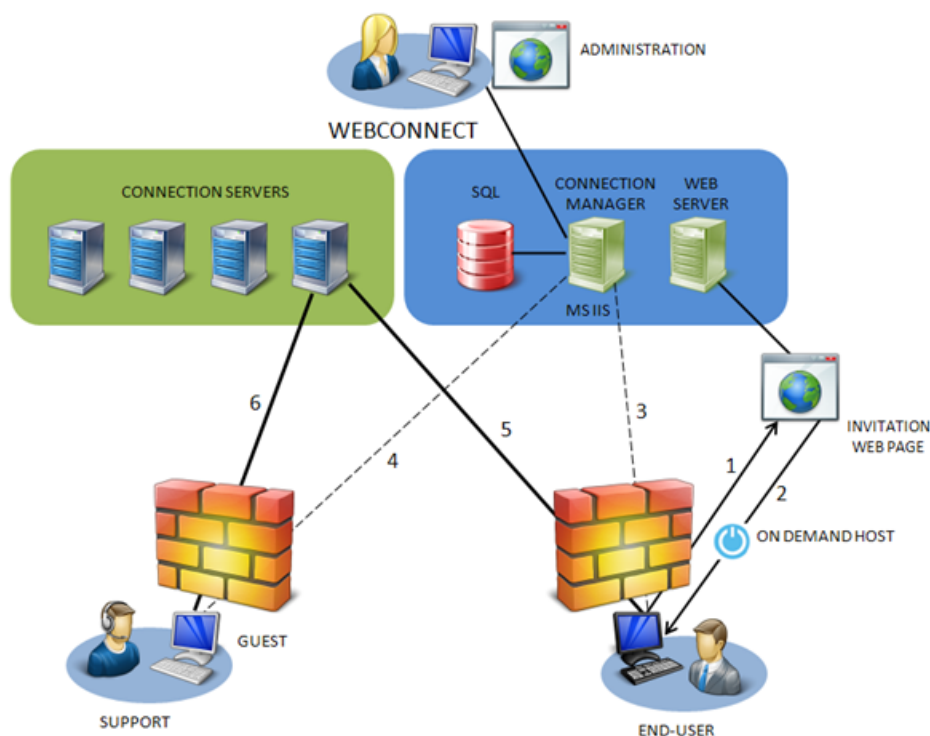 ADMINISTRATION
WEBCONNECT
CONNECTION SERVERS
SQL
CONNECTION
MANAGER
WEB
SERVER
MS IIS
6
5
4
3
1
2
INVITATION
WEB PAGE
ON DEMAND HOST
GUEST
SUPPORT
END-USER